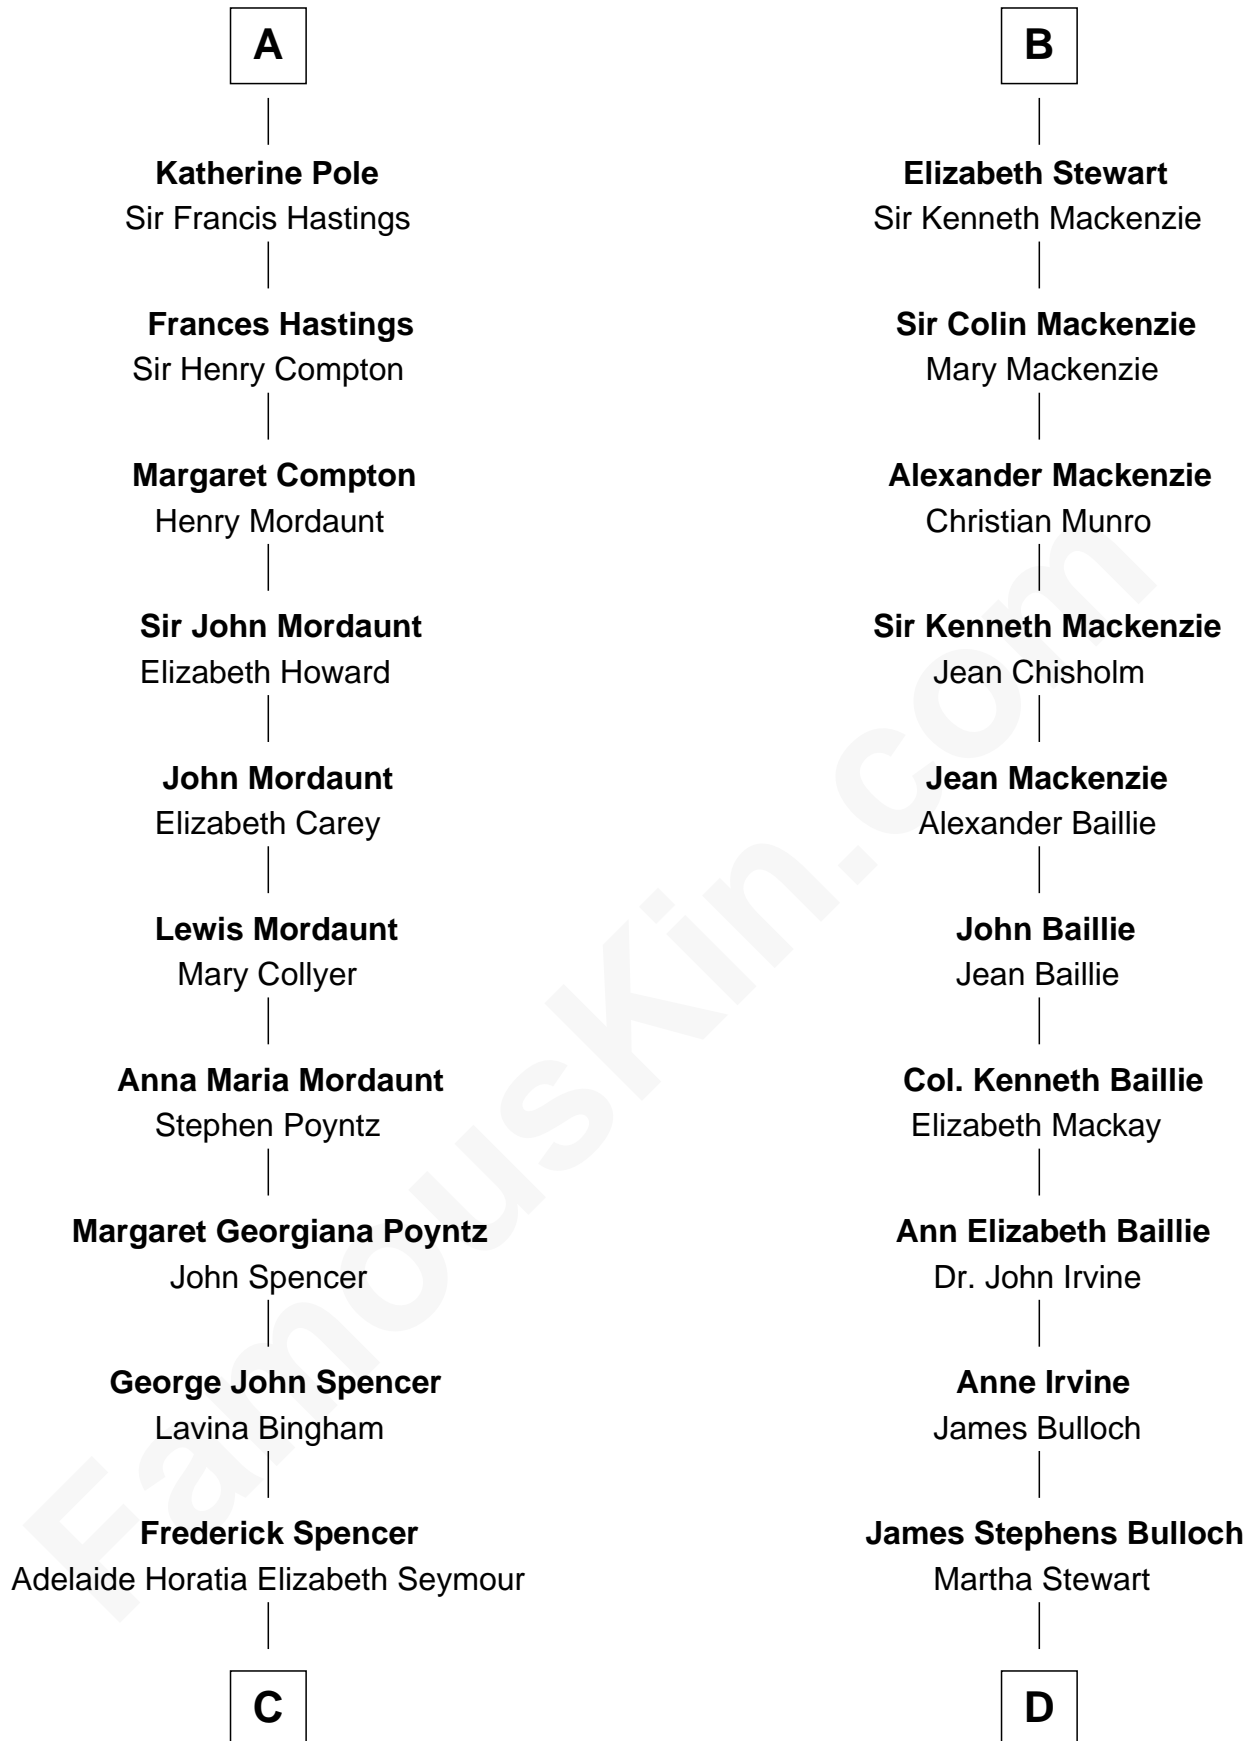 A
Katherine Pole
Sir Francis Hastings
Frances Hastings
Sir Henry Compton
Margaret Compton
Henry Mordaunt
Sir John Mordaunt
Elizabeth Howard
John Mordaunt
Elizabeth Carey
Lewis Mordaunt
Mary Collyer
Anna Maria Mordaunt
Stephen Poyntz
Margaret Georgiana Poyntz
John Spencer
George John Spencer
Lavina Bingham
Frederick Spencer
Adelaide Horatia Elizabeth Seymour
C
B
Elizabeth Stewart
Sir Kenneth Mackenzie
Sir Colin Mackenzie
Mary Mackenzie
Alexander Mackenzie
Christian Munro
Sir Kenneth Mackenzie
Jean Chisholm
Jean Mackenzie
Alexander Baillie
John Baillie
Jean Baillie
Col. Kenneth Baillie
Elizabeth Mackay
Ann Elizabeth Baillie
Dr. John Irvine
Anne Irvine
James Bulloch
James Stephens Bulloch
Martha Stewart
D
FamousKin.com